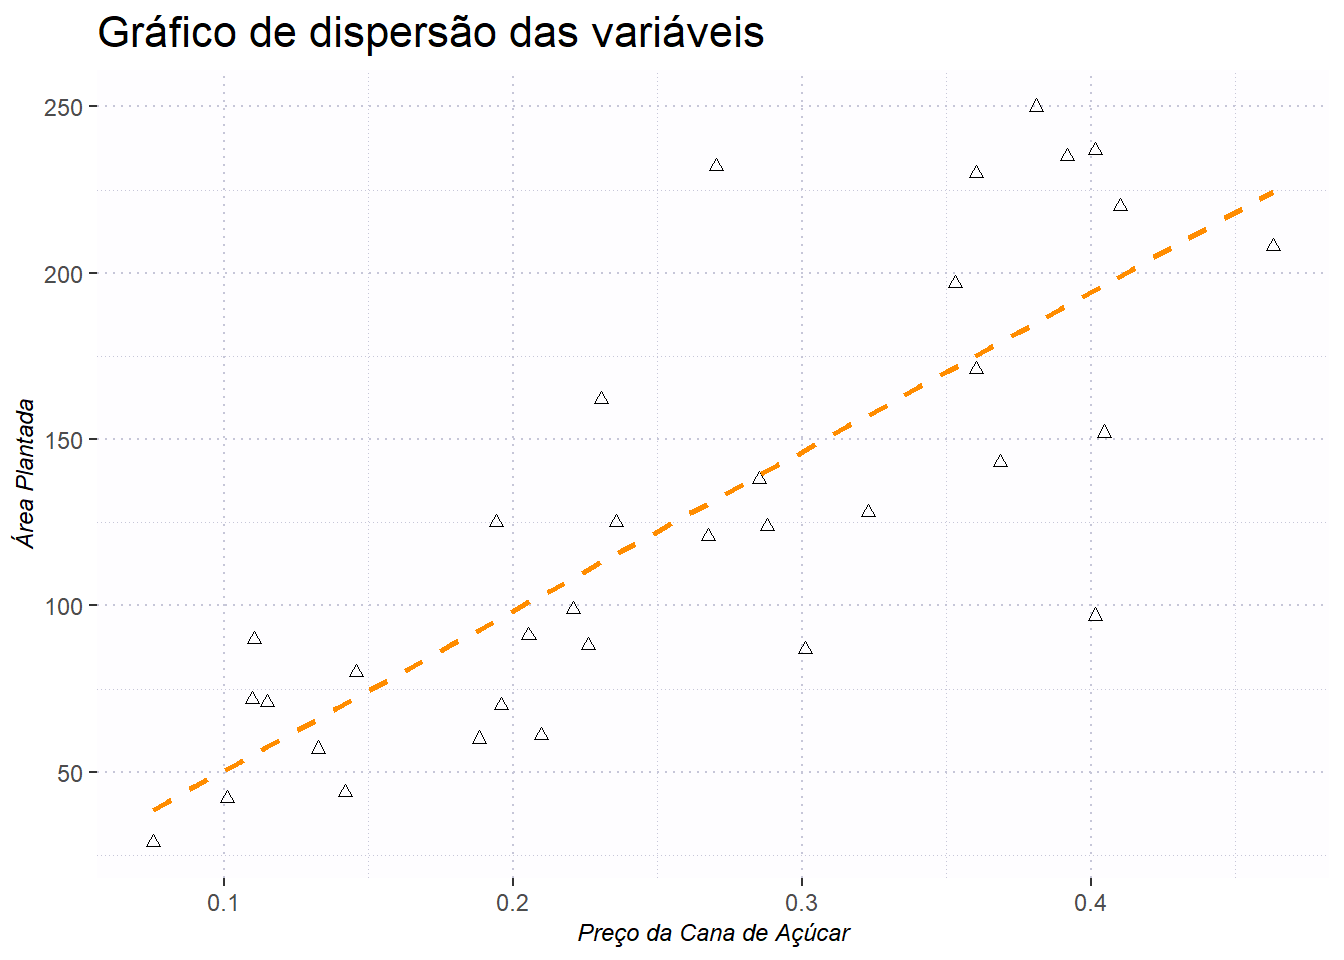 Gráfico de dispersão das variáveis
250
200
150
100
50
Área Plantada
0.1 0.2 0.3 0.4
Preço da Cana de Açúcar